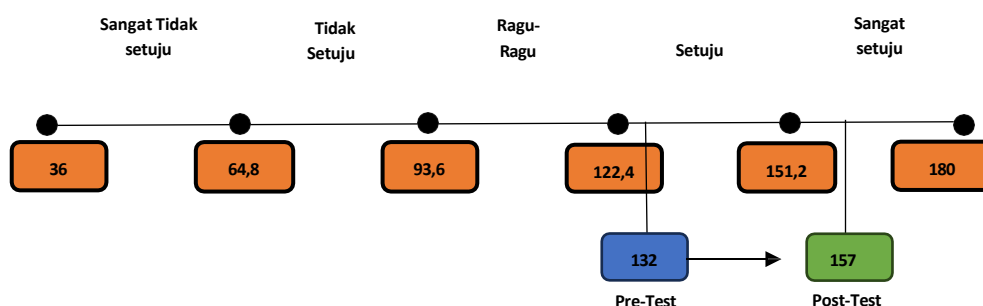 Sangat Tidak
setuju
Tidak
Setuju
Ragu-
Ragu
Setuju
Sangat
setuju
36
64,8
93,6
122,4
151,2
180
132
157
Pre-Test
Post-Test